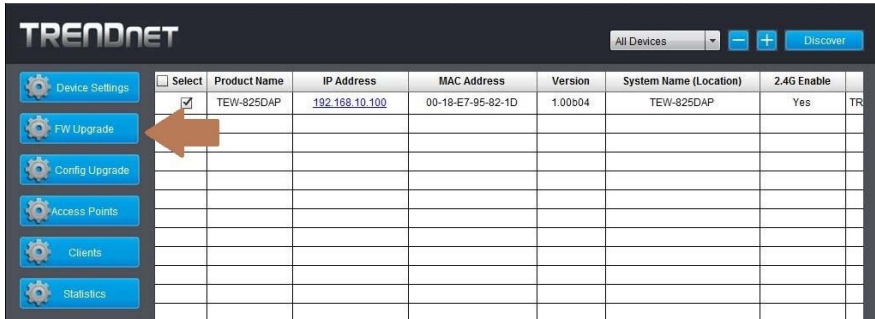 TRENDnET
All Devices
Discover
Device Settings
FW Upgrade
Config Upgrade
Access Points
Clients
Statistics
Select Product Name IP Address MAC Address Version System Name (Location) 2.4G Enable
TEW-825DAP 192.168.10.100 00-18-E7-95-82-1D 1.00b04 TEW-825DAP Yes TR